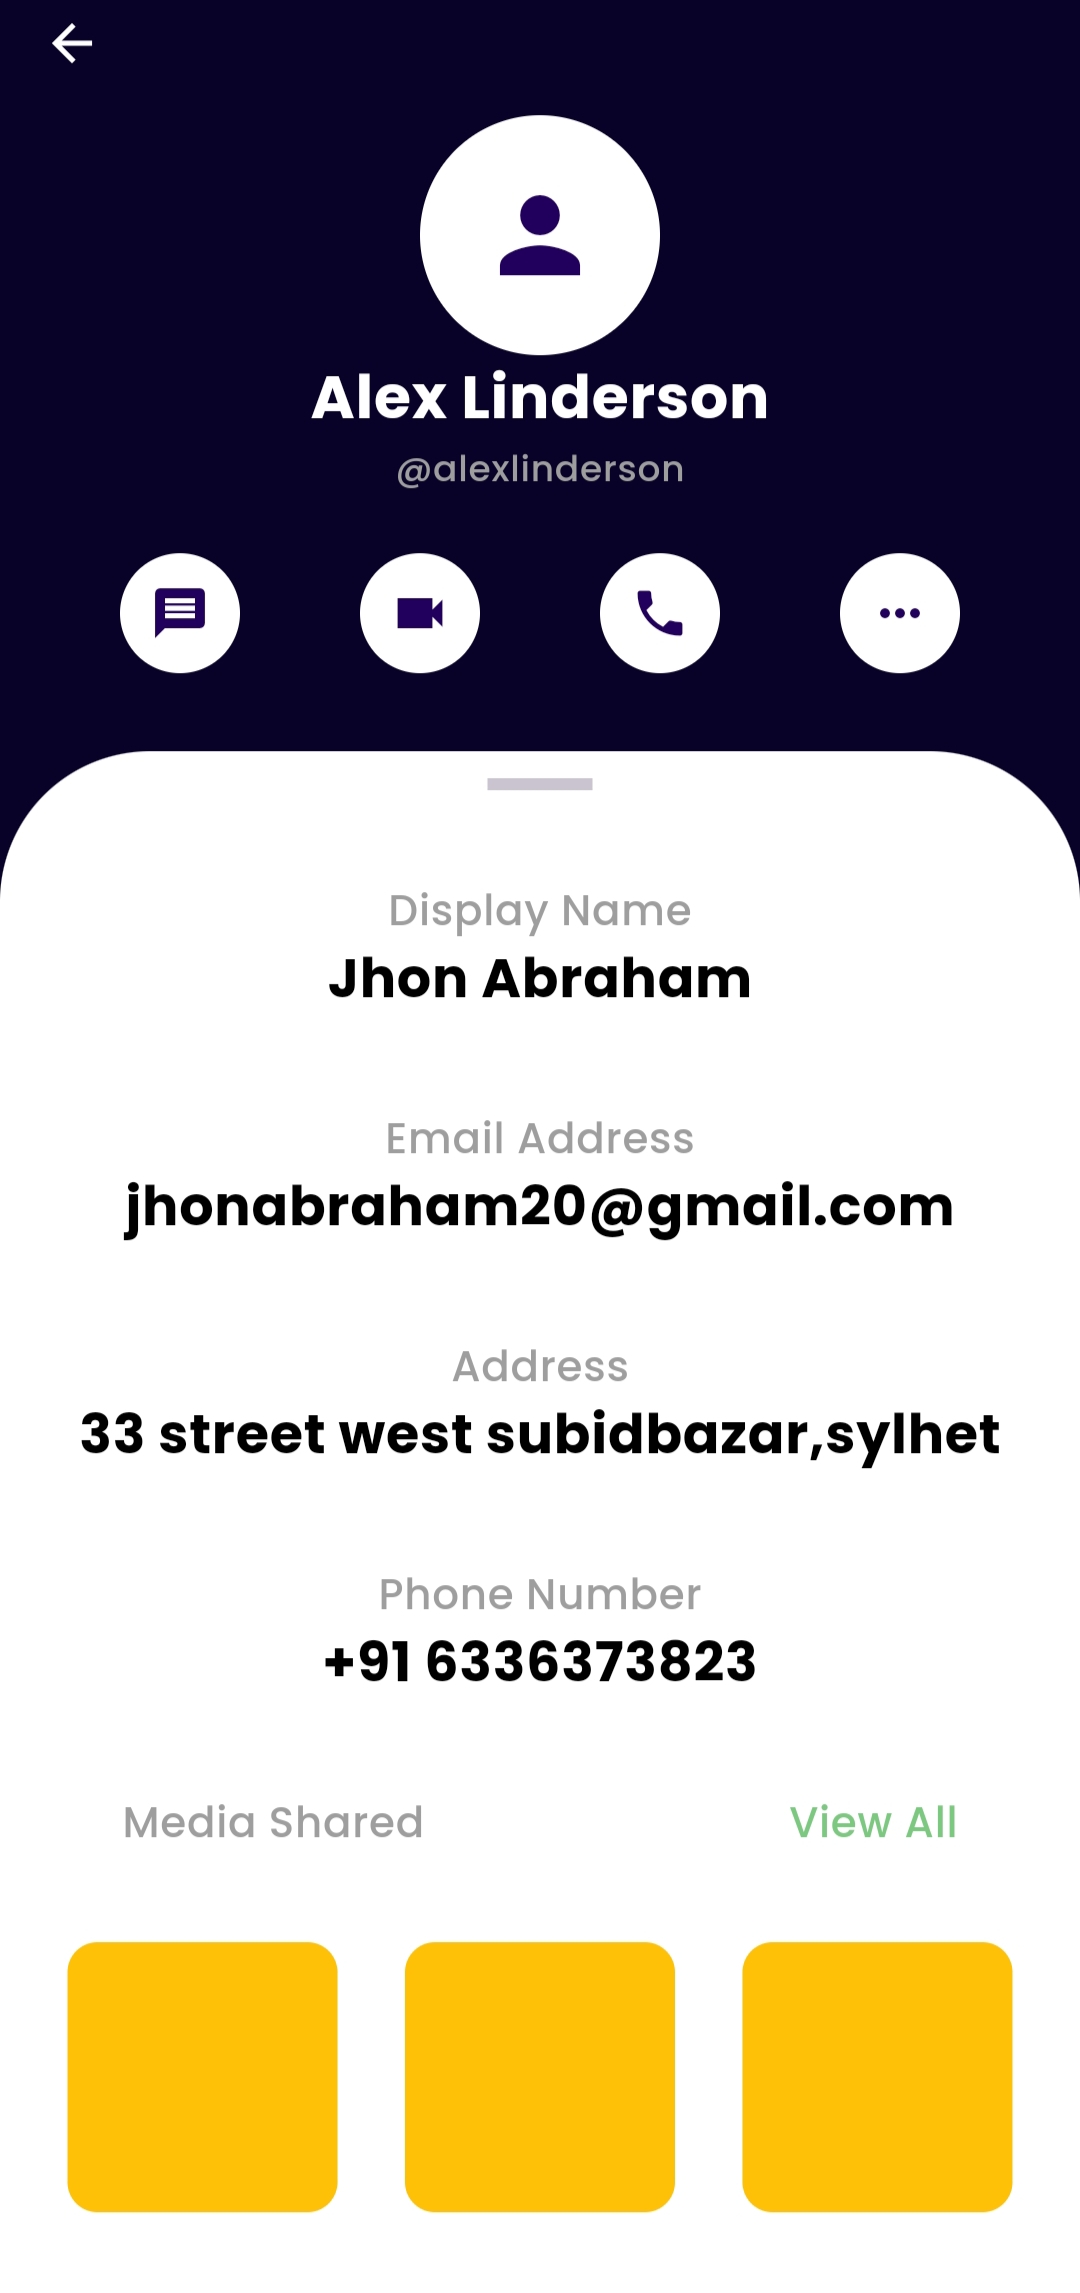 Alex Linderson
@alexlinderson
Display Name
Jhon Abraham
Email Address
jhonabraham20@gmail.com
Address
33 street west subidbazar,sylhet
Phone Number
+91 6336373823
Media Shared
View All